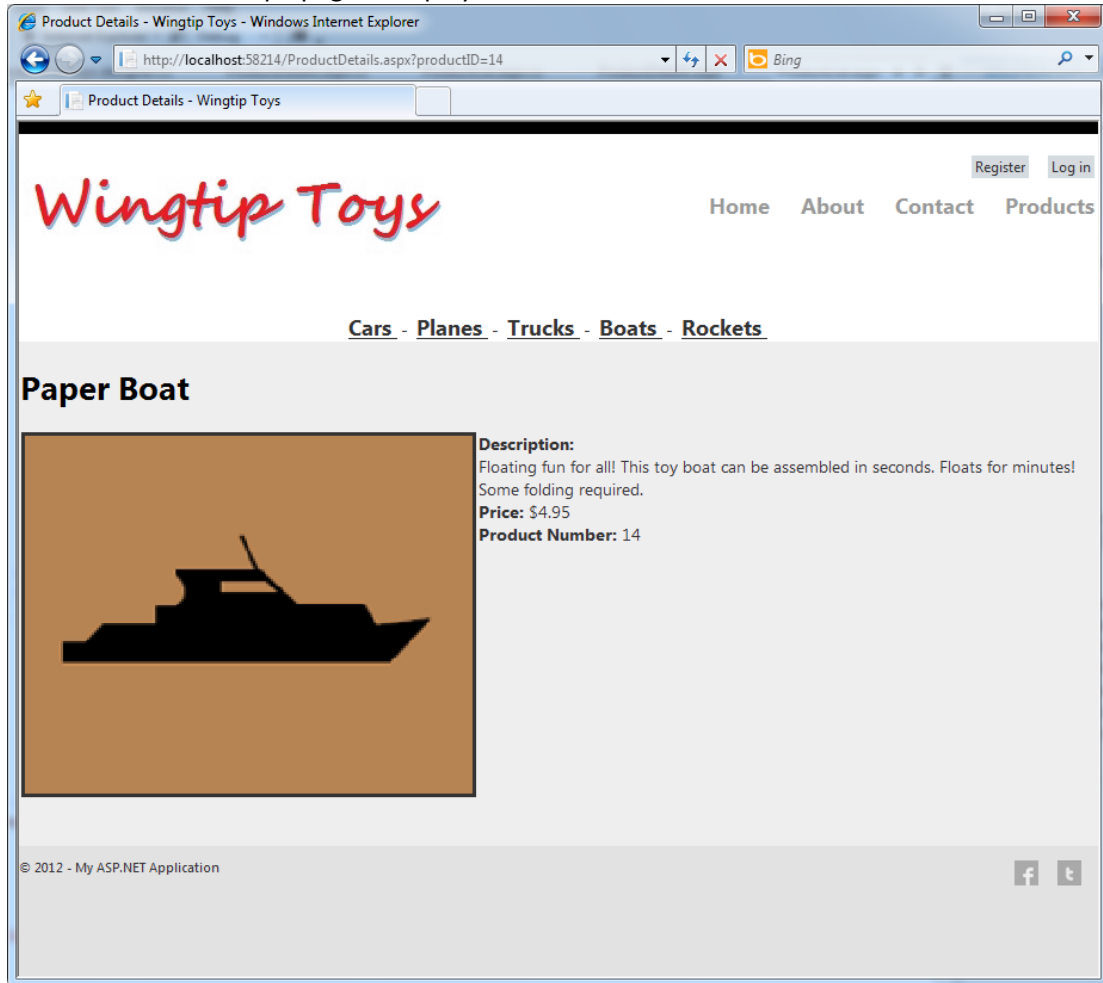 Product Details - Wingtip Toys - Windows Internet Explorer
http://localhost:58214/ProductDetails.aspx?productID=14
Bing
Product Details - Wingtip Toys
Register Log in
Wingtip Toys
Home About Contact Products
Cars - Planes - Trucks - Boats - Rockets
Paper Boat
Description:
Floating fun for all! This toy boat can be assembled in seconds. Floats for minutes!
Some folding required.
Price: $4.95
Product Number: 14
© 2012 - My ASP.NET Application